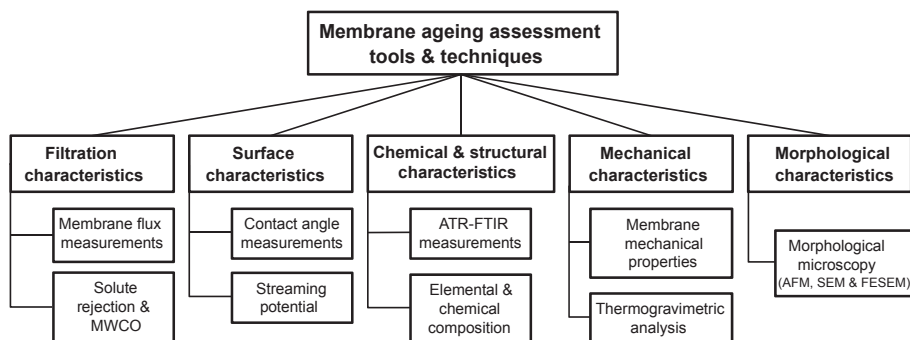 Membrane ageing assessment
tools & techniques
Filtration
characteristics
Surface
characteristics
Chemical & structural
characteristics
Mechanical
characteristics
Morphological
characteristics
Membrane flux
measurements
Solute
rejection &
MWCO
Contact angle
measurements
Streaming
potential
ATR-FTIR
measurements
Elemental &
chemical
composition
Membrane
mechanical
properties
Thermogravimetric
analysis
Morphological
microscopy
(AFM, SEM & FESEM)